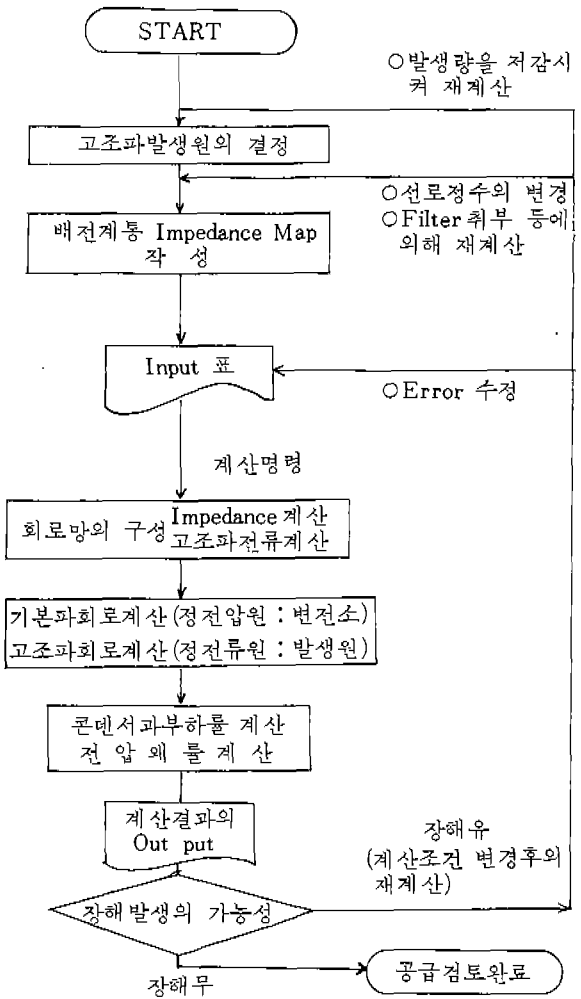 START
○발생량을 저감시
켜 재계산
고조파발생원의 결정
○선로정수의 변경
○Filter 취부 등에
의해 재계산
배전계통 Impedance Map
작 성
Input 표
○Error 수정
계산명령
회로망의 구성 Impedance 계산
고조파전류계산
기본파회로계산(정전압원 : 변전소)
고조파회로계산(정전류원 : 발생원)
콘덴서과부하률 계산
전 압 왜 률 계 산
계산결과의
Out put
장해유
(계산조건 변경후의
재계산)
장해발생의 가능성
장해무
공급검토완료